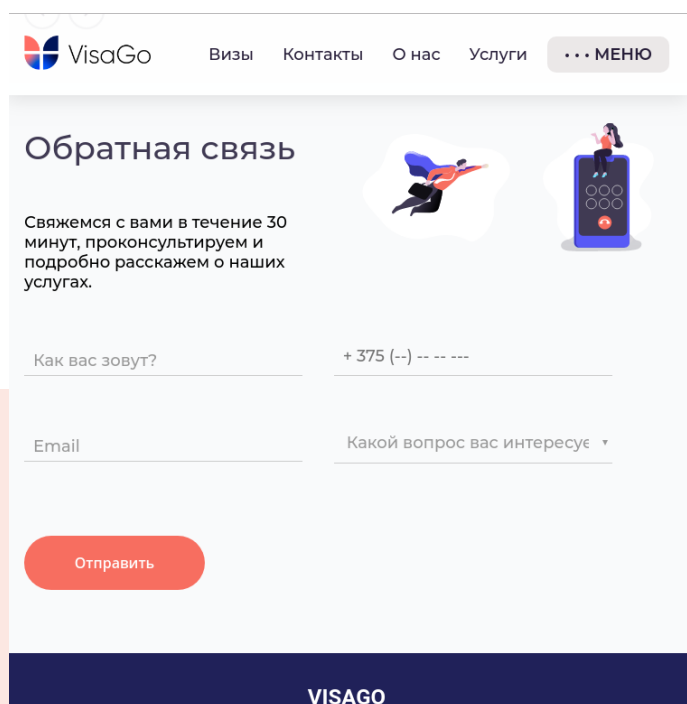 VisaGo
Визы Контакты О нас Услуги ••• МЕНЮ
Обратная связь
Свяжемся с вами в течение 30
минут, проконсультируем и
подробно расскажем о наших
услугах.
Как вас зовут? + 375 (--) -- -- ---
Email Какой вопрос вас интересуе
Отправить
VISAGO